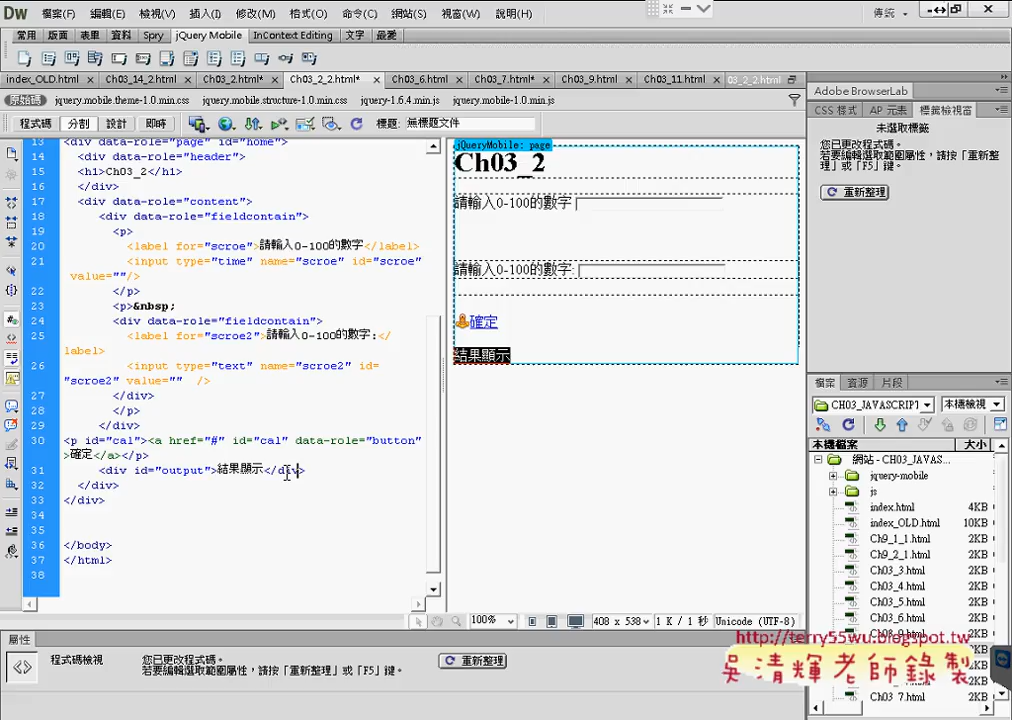 DW 檔案(F) 編輯(E) 檢視(V) 插入(I) 修改(M) 格式(O) 命令(C) 網站(S) 視窗(W) 說明(H) 傳統
常用 版面 表單 資料 Spry jQuery Mobile InContext Editing 文字 最愛
index_OLD.html Ch03_14_2.html Ch03_2.html* Ch03_2_2.html* Ch03_6.html Ch03_7.html* Ch03_9.html Ch03_11.html 03_2_2.html
原始碼 jquery.mobile.theme-1.0.min.css jquery.mobile.structure-1.0.min.css jquery-1.6.4.min.js jquery.mobile-1.0.min.js
程式碼 分割 設計 即時 標題: 無標題文件
13 <div data-role="page" id="home">
14 <div data-role="header">
15 <h1>Ch03_2</h1>
16 </div>
17 <div data-role="content">
18 <div data-role="fieldcontain">
19 <p>
20 <label for="scroe">請輸入0-100的數字</label>
21 <input type="time" name="scroe" id="scroe"
value=""/>
22 </p>
23 <p>&nbsp;
24 <div data-role="fieldcontain">
25 <label for="scroe2">請輸入0-100的數字:</
label>
26 <input type="text" name="scroe2" id=
"scroe2" value="" />
27 </div>
28 </p>
29 </div>
30 <p id="cal"><a href="#" id="cal" data-role="button"
>確定</a></p>
31 <div id="output">結果顯示</div>
32 </div>
33 </div>
34
35
36 </body>
37 </html>
38
jQueryMobile: page
Ch03_2
請輸入0-100的數字
請輸入0-100的數字:
確定
結果顯示
100% 408 x 538 1 K / 1 秒 Unicode (UTF-8)
Adobe BrowserLab
CSS 樣式 AP 元素 標籤檢視窗
未選取標籤
您已更改程式碼。
若要編輯選取範圍屬性，請按「重新整理」或「F5」鍵。
重新整理
檔案 資源 片段
CH03_JAVASCRIPT 本機檢視
本機檔案 大小
網站 - CH03_JAVAS...
jquery-mobile
js
index.html 4KB
index_OLD.html 10KB
Ch9_1_1.html 2KB
Ch9_2_1.html 2KB
Ch03_3.html 2KB
Ch03_4.html 2KB
Ch03_5.html 2KB
Ch03_6.html 2KB
Ch03_7.html 2KB
屬性
程式碼檢視
您已更改程式碼。
若要編輯選取範圍屬性，請按「重新整理」或「F5」鍵。
重新整理
http://terry55wu.blogspot.tw
吳清輝老師錄製